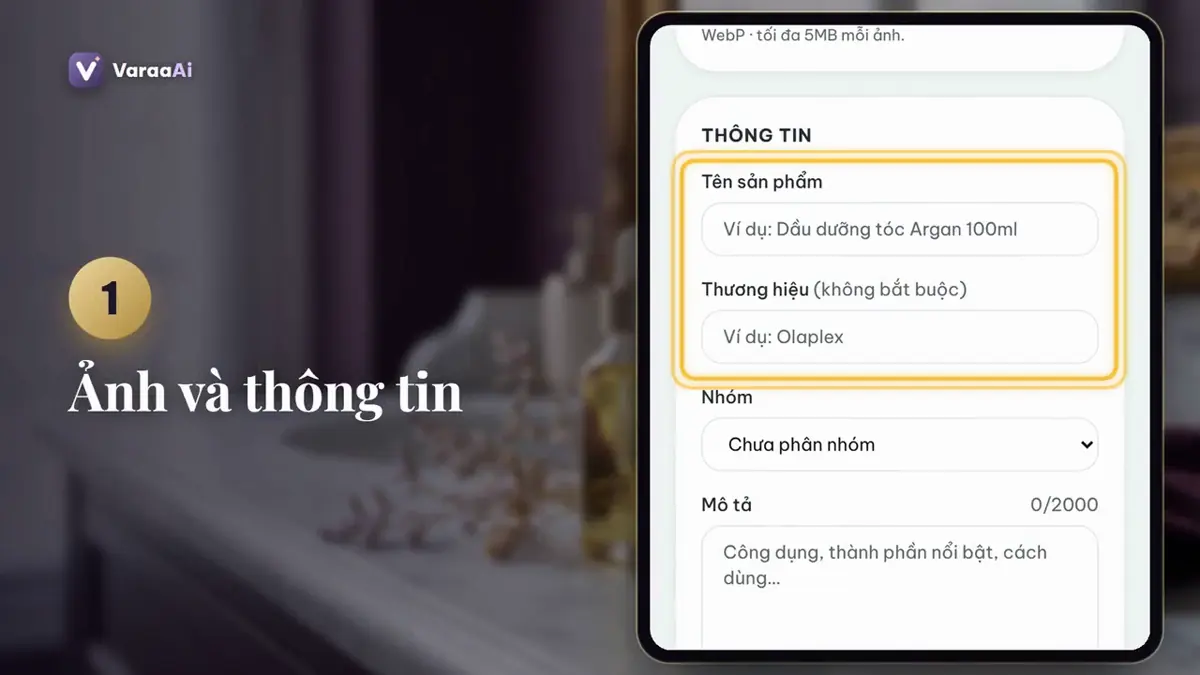 VaraaAi
1
Ảnh và thông tin
WebP · tối đa 5MB mỗi ảnh.
THÔNG TIN
Tên sản phẩm
Ví dụ: Dầu dưỡng tóc Argan 100ml
Thương hiệu (không bắt buộc)
Ví dụ: Olaplex
Nhóm
Chưa phân nhóm
Mô tả 0/2000
Công dụng, thành phần nổi bật, cách
dùng...